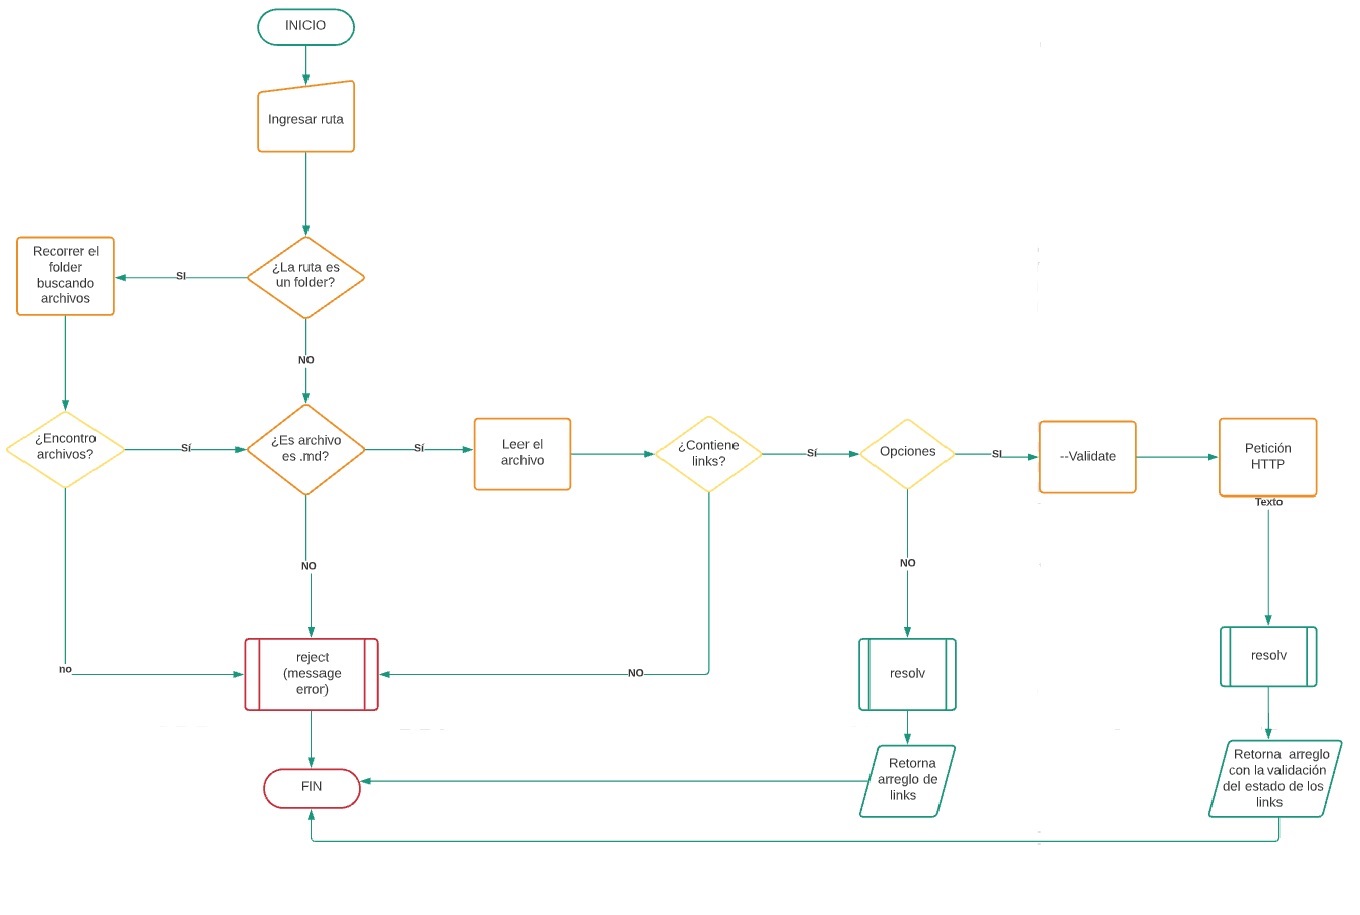 INICIO
Ingresar ruta
Recorrer el
folder
buscando
archivos
SI
¿La ruta es
un folder?
NO
¿Encontro
archivos?
Sí
¿Es archivo
es .md?
Sí
Leer el
archivo
¿Contiene
links?
Sí
Opciones
SI
--Validate
Petición
HTTP
Texto
NO
NO
no
reject
(message
error)
NO
resolv
resolv
FIN
Retorna
arreglo de
links
Retorna arreglo
con la validación
del estado de los
links